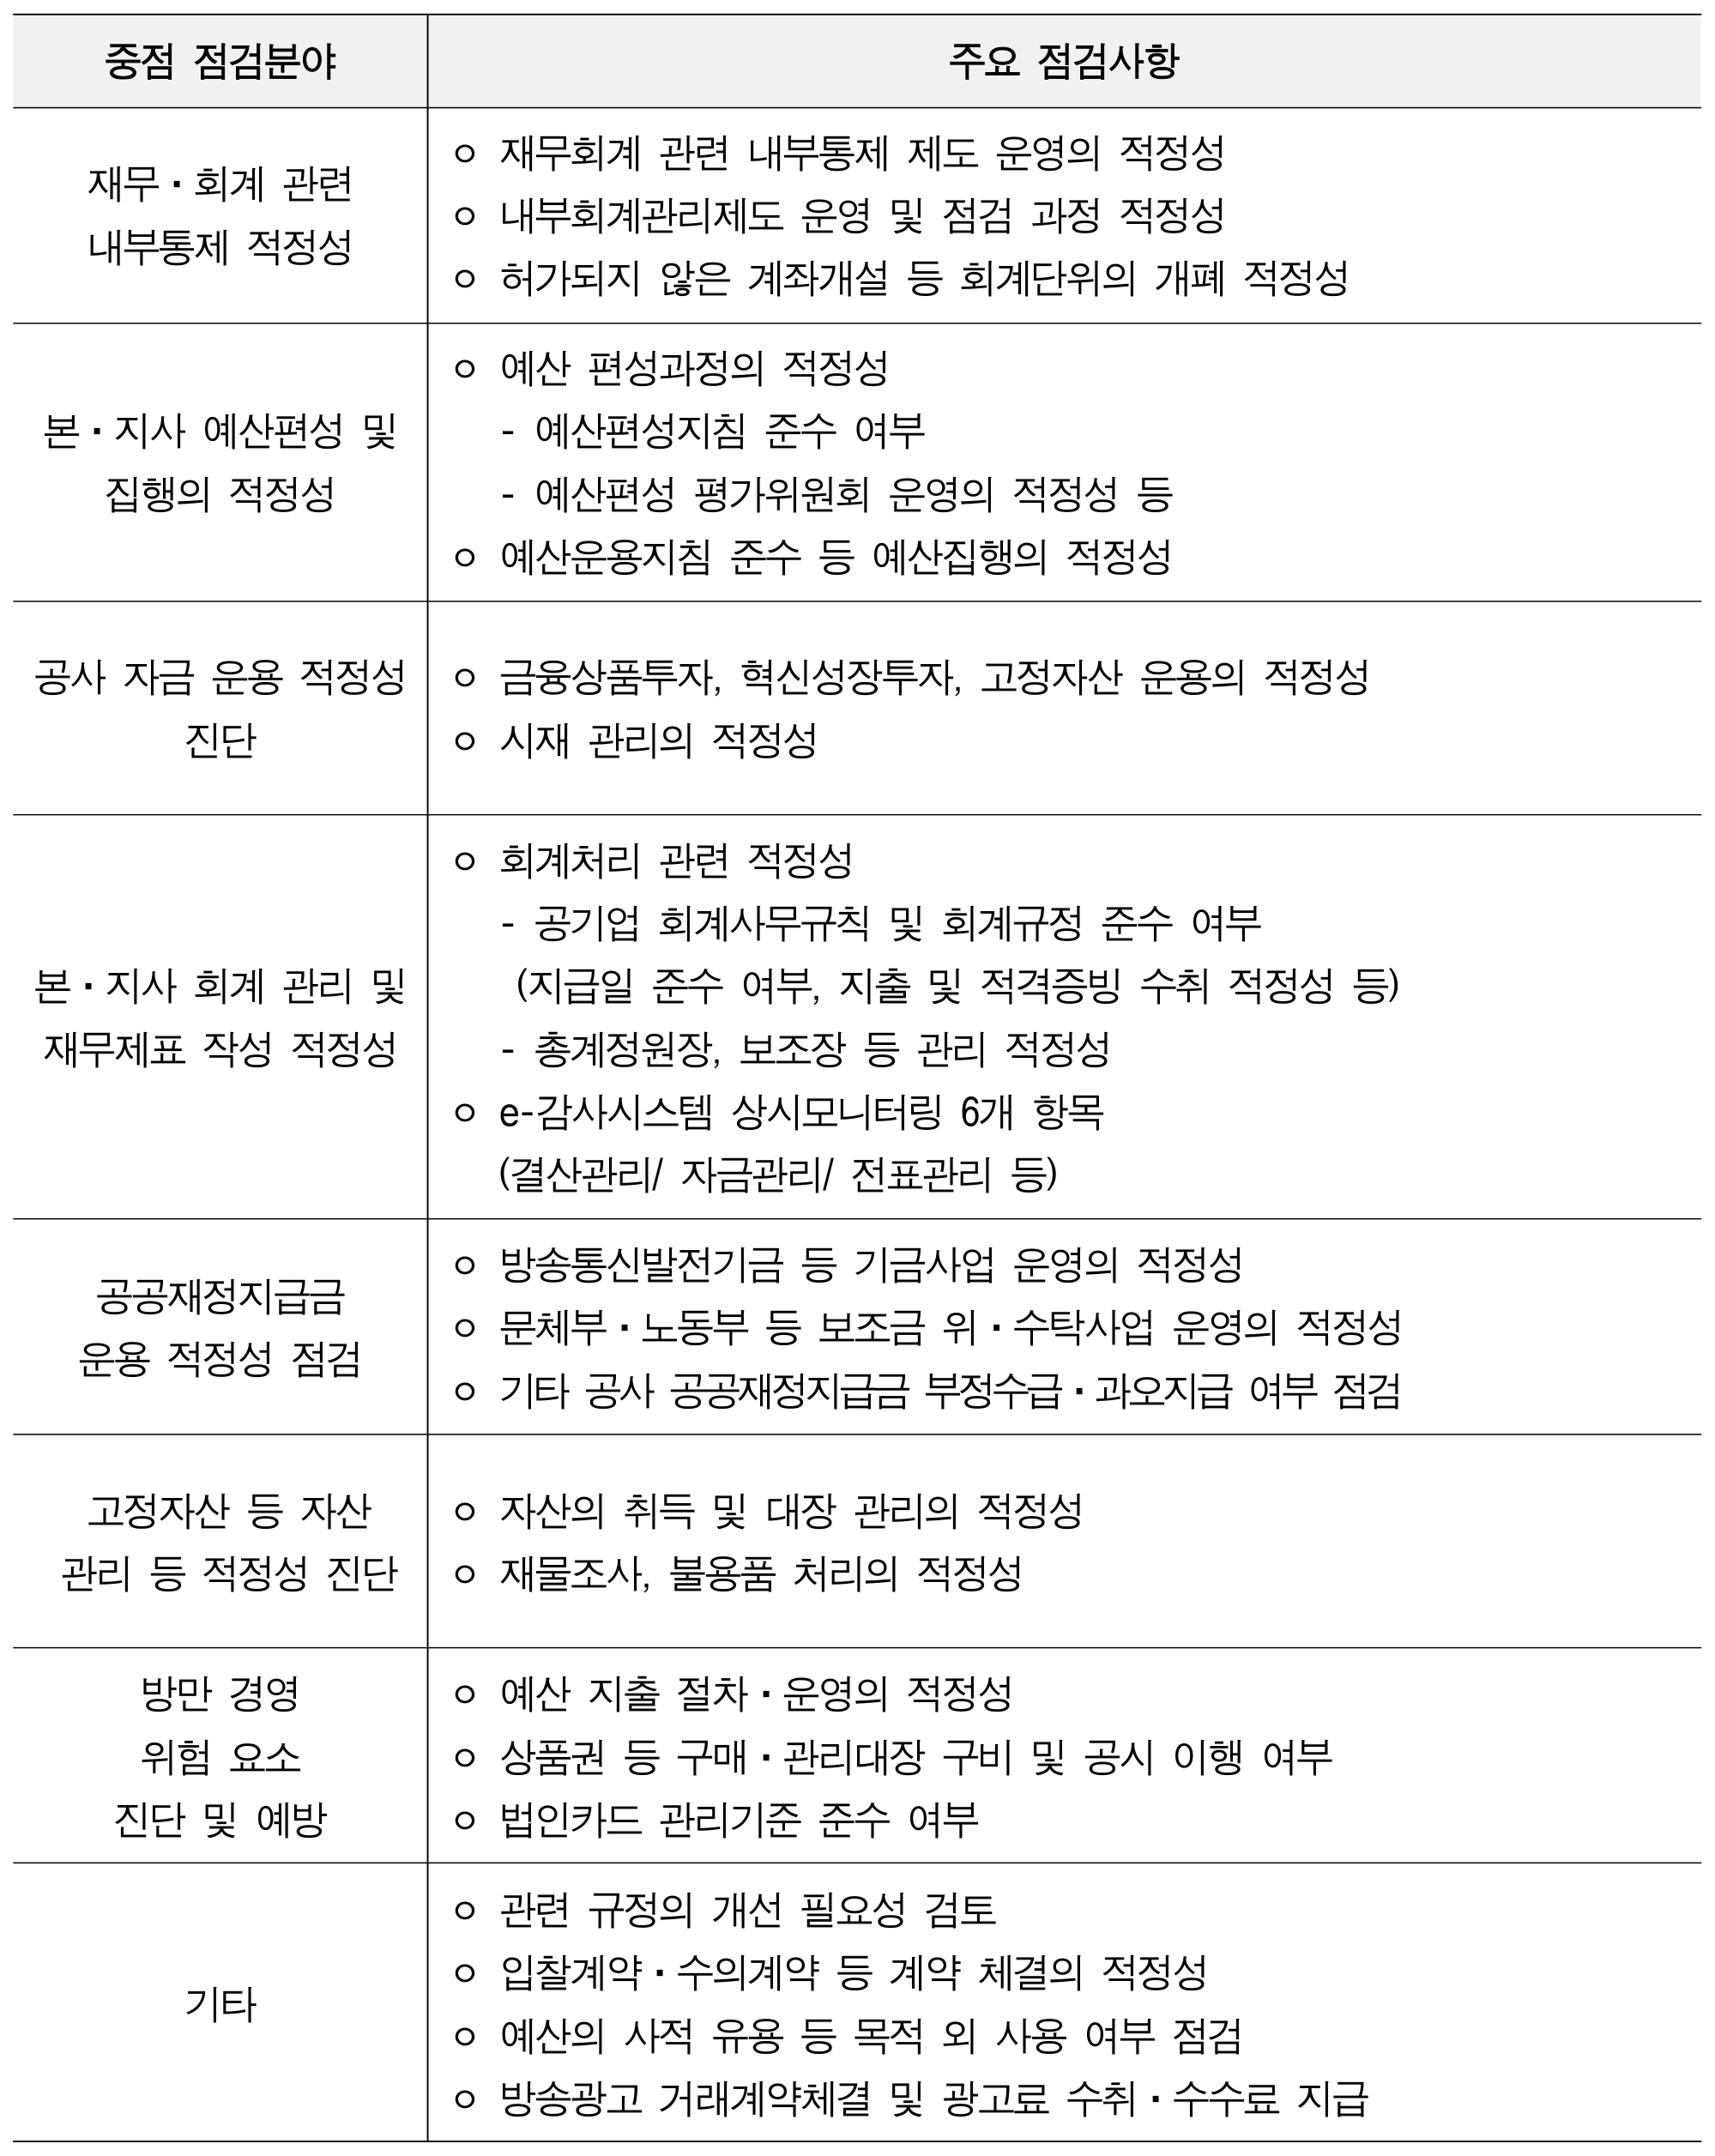 중점 점검분야
주요 점검사항
재무·회계 관련
내부통제 적정성
ㅇ 재무회계 관련 내부통제 제도 운영의 적정성
ㅇ 내부회계관리제도 운영 및 점검 과정 적정성
ㅇ 허가되지 않은 계좌개설 등 회계단위의 개폐 적정성
본·지사 예산편성 및
집행의 적정성
ㅇ 예산 편성과정의 적정성
- 예산편성지침 준수 여부
- 예산편성 평가위원회 운영의 적정성 등
ㅇ 예산운용지침 준수 등 예산집행의 적정성
공사 자금 운용 적정성
진단
ㅇ 금융상품투자, 혁신성장투자, 고정자산 운용의 적정성
ㅇ 시재 관리의 적정성
본·지사 회계 관리 및
재무제표 작성 적정성
ㅇ 회계처리 관련 적정성
- 공기업 회계사무규칙 및 회계규정 준수 여부
(지급일 준수 여부, 지출 및 적격증빙 수취 적정성 등)
- 총계정원장, 보조장 등 관리 적정성
ㅇ e-감사시스템 상시모니터링 6개 항목
(결산관리/ 자금관리/ 전표관리 등)
공공재정지급금
운용 적정성 점검
ㅇ 방송통신발전기금 등 기금사업 운영의 적정성
ㅇ 문체부·노동부 등 보조금 위·수탁사업 운영의 적정성
ㅇ 기타 공사 공공재정지급금 부정수급·과오지급 여부 점검
고정자산 등 자산
관리 등 적정성 진단
ㅇ 자산의 취득 및 대장 관리의 적정성
ㅇ 재물조사, 불용품 처리의 적정성
방만 경영
위험 요소
진단 및 예방
ㅇ 예산 지출 절차·운영의 적정성
ㅇ 상품권 등 구매·관리대장 구비 및 공시 이행 여부
ㅇ 법인카드 관리기준 준수 여부
기타
ㅇ 관련 규정의 개선 필요성 검토
ㅇ 입찰계약·수의계약 등 계약 체결의 적정성
ㅇ 예산의 사적 유용 등 목적 외 사용 여부 점검
ㅇ 방송광고 거래계약체결 및 광고료 수취·수수료 지급